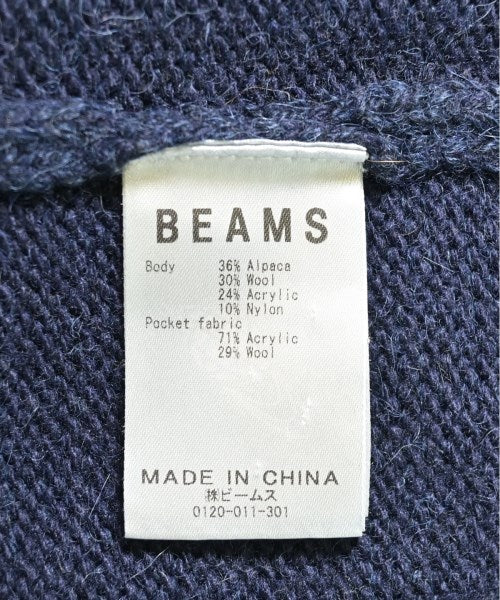 BEAMS
Body 36% Alpaca
30% Wool
24% Acrylic
10% Nylon
Pocket fabric
71% Acrylic
29% Wool
MADE IN CHINA
㈱ビームス
0120-011-301